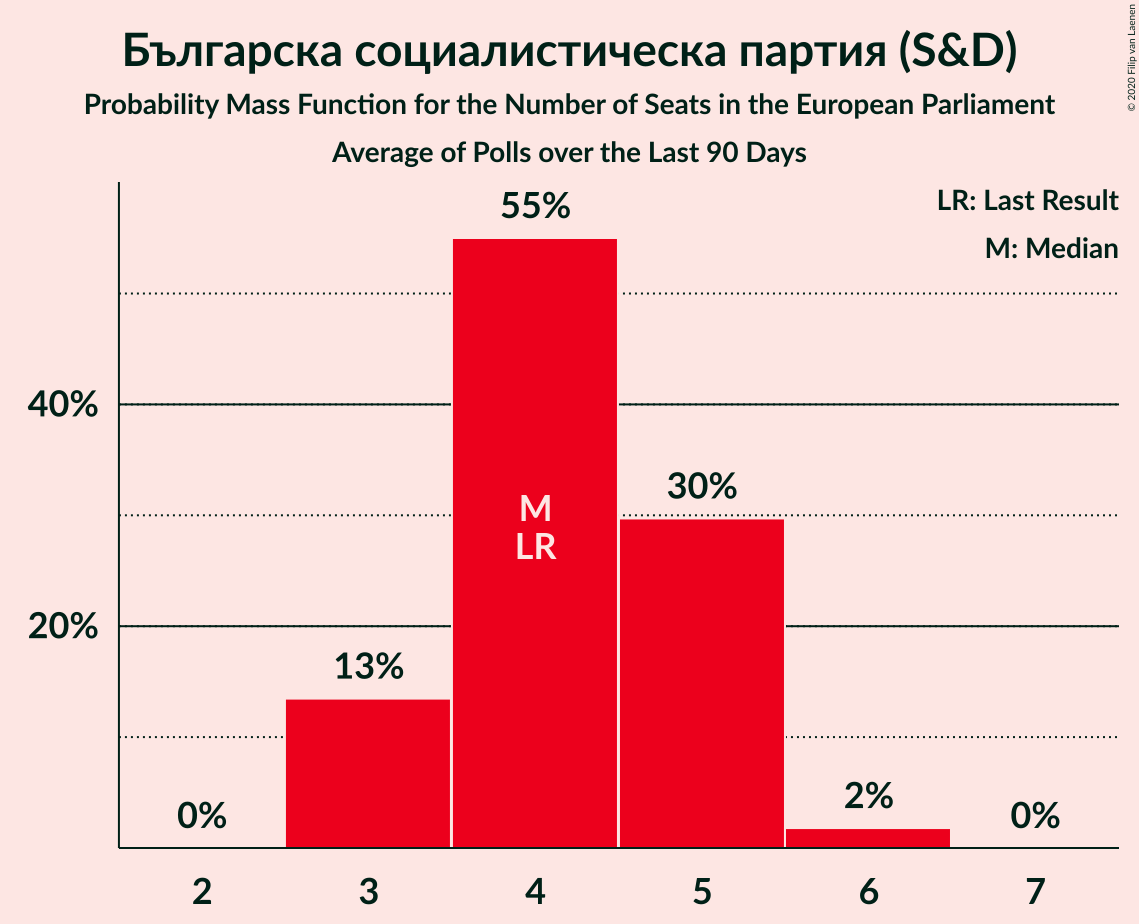 Българска социалистическа партия (S&D)
Probability Mass Function for the Number of Seats in the European Parliament
Average of Polls over the Last 90 Days
© 2020 Filip van Laenen
LR: Last Result
M: Median
55%
40%
30%
M
LR
20%
13%
2%
0%
0%
2 3 4 5 6 7